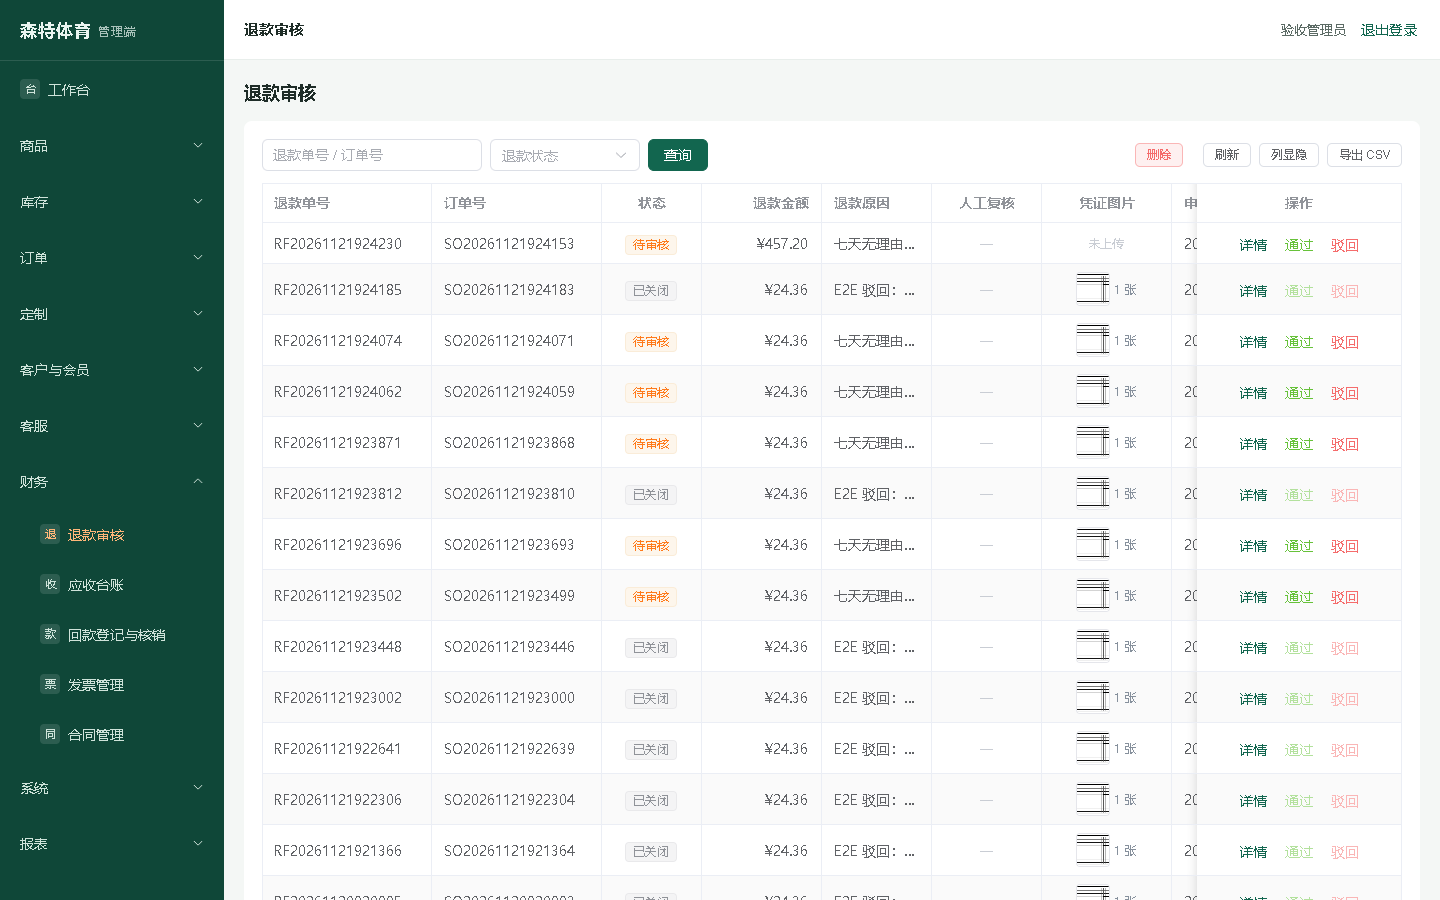 森特体育 管理端
退款审核
验收管理员 退出登录
台 工作台
商品
库存
订单
定制
客户与会员
客服
财务
退 退款审核
收 应收台账
款 回款登记与核销
票 发票管理
同 合同管理
系统
报表
退款审核
退款单号 / 订单号 退款状态 查询 删除 刷新 列显隐 导出 CSV
退款单号 订单号 状态 退款金额 退款原因 人工复核 凭证图片 申 操作
RF20261121924230 SO20261121924153 待审核 ¥457.20 七天无理由... — 未上传 20 详情 通过 驳回
RF20261121924185 SO20261121924183 已关闭 ¥24.36 E2E 驳回：... — 1 张 20 详情 通过 驳回
RF20261121924074 SO20261121924071 待审核 ¥24.36 七天无理由... — 1 张 20 详情 通过 驳回
RF20261121924062 SO20261121924059 待审核 ¥24.36 七天无理由... — 1 张 20 详情 通过 驳回
RF20261121923871 SO20261121923868 待审核 ¥24.36 七天无理由... — 1 张 20 详情 通过 驳回
RF20261121923812 SO20261121923810 已关闭 ¥24.36 E2E 驳回：... — 1 张 20 详情 通过 驳回
RF20261121923696 SO20261121923693 待审核 ¥24.36 七天无理由... — 1 张 20 详情 通过 驳回
RF20261121923502 SO20261121923499 待审核 ¥24.36 七天无理由... — 1 张 20 详情 通过 驳回
RF20261121923448 SO20261121923446 已关闭 ¥24.36 E2E 驳回：... — 1 张 20 详情 通过 驳回
RF20261121923002 SO20261121923000 已关闭 ¥24.36 E2E 驳回：... — 1 张 20 详情 通过 驳回
RF20261121922641 SO20261121922639 已关闭 ¥24.36 E2E 驳回：... — 1 张 20 详情 通过 驳回
RF20261121922306 SO20261121922304 已关闭 ¥24.36 E2E 驳回：... — 1 张 20 详情 通过 驳回
RF20261121921366 SO20261121921364 已关闭 ¥24.36 E2E 驳回：... — 1 张 20 详情 通过 驳回